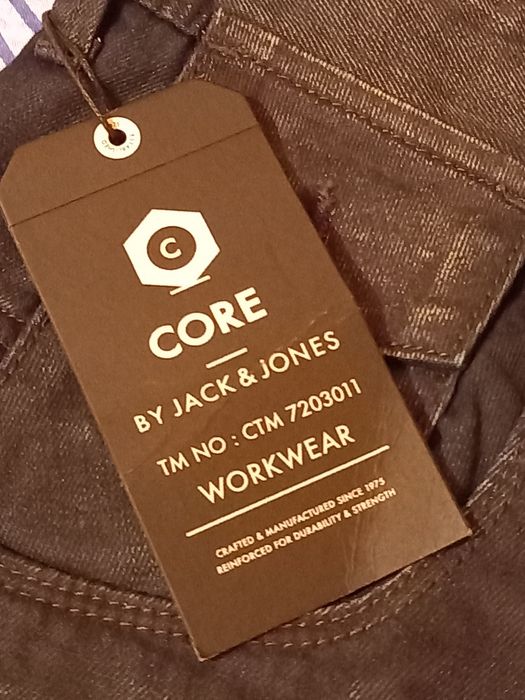 C
CORE
BY JACK & JONES
TM NO : CTM 7203011
WORKWEAR
CRAFTED & MANUFACTURED SINCE 1975
REINFORCED FOR DURABILITY & STRENGTH